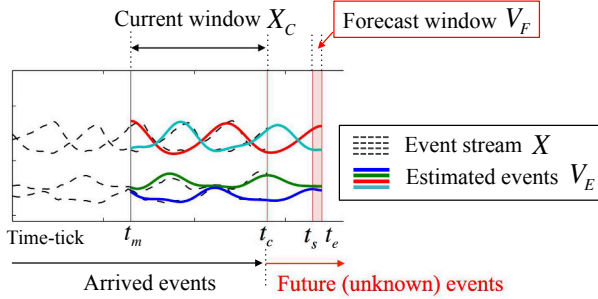 Current window X_C
Forecast window V_F
Event stream X
Estimated events V_E
Time-tick t_m t_c t_s t_e
Arrived events Future (unknown) events